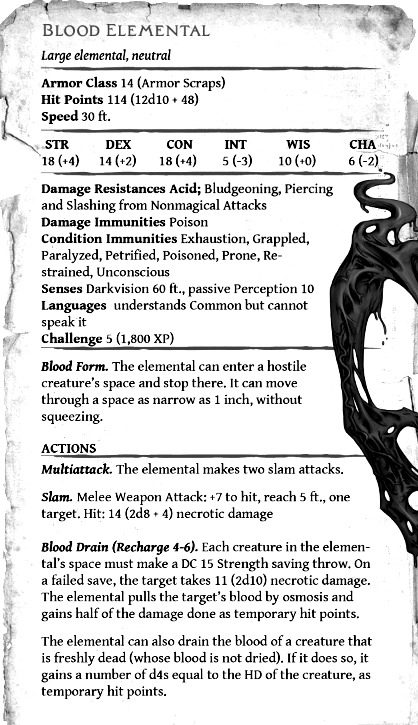 Blood Elemental
Large elemental, neutral
Armor Class 14 (Armor Scraps)
Hit Points 114 (12d10 + 48)
Speed 30 ft.
STR DEX CON INT WIS CHA
18 (+4) 14 (+2) 18 (+4) 5 (-3) 10 (+0) 6 (-2)
Damage Resistances Acid; Bludgeoning, Piercing
and Slashing from Nonmagical Attacks
Damage Immunities Poison
Condition Immunities Exhaustion, Grappled,
Paralyzed, Petrified, Poisoned, Prone, Re-
strained, Unconscious
Senses Darkvision 60 ft., passive Perception 10
Languages understands Common but cannot
speak it
Challenge 5 (1,800 XP)
Blood Form. The elemental can enter a hostile
creature's space and stop there. It can move
through a space as narrow as 1 inch, without
squeezing.
ACTIONS
Multiattack. The elemental makes two slam attacks.
Slam. Melee Weapon Attack: +7 to hit, reach 5 ft., one
target. Hit: 14 (2d8 + 4) necrotic damage
Blood Drain (Recharge 4-6). Each creature in the elemen-
tal's space must make a DC 15 Strength saving throw. On
a failed save, the target takes 11 (2d10) necrotic damage.
The elemental pulls the target's blood by osmosis and
gains half of the damage done as temporary hit points.
The elemental can also drain the blood of a creature that
is freshly dead (whose blood is not dried). If it does so, it
gains a number of d4s equal to the HD of the creature, as
temporary hit points.